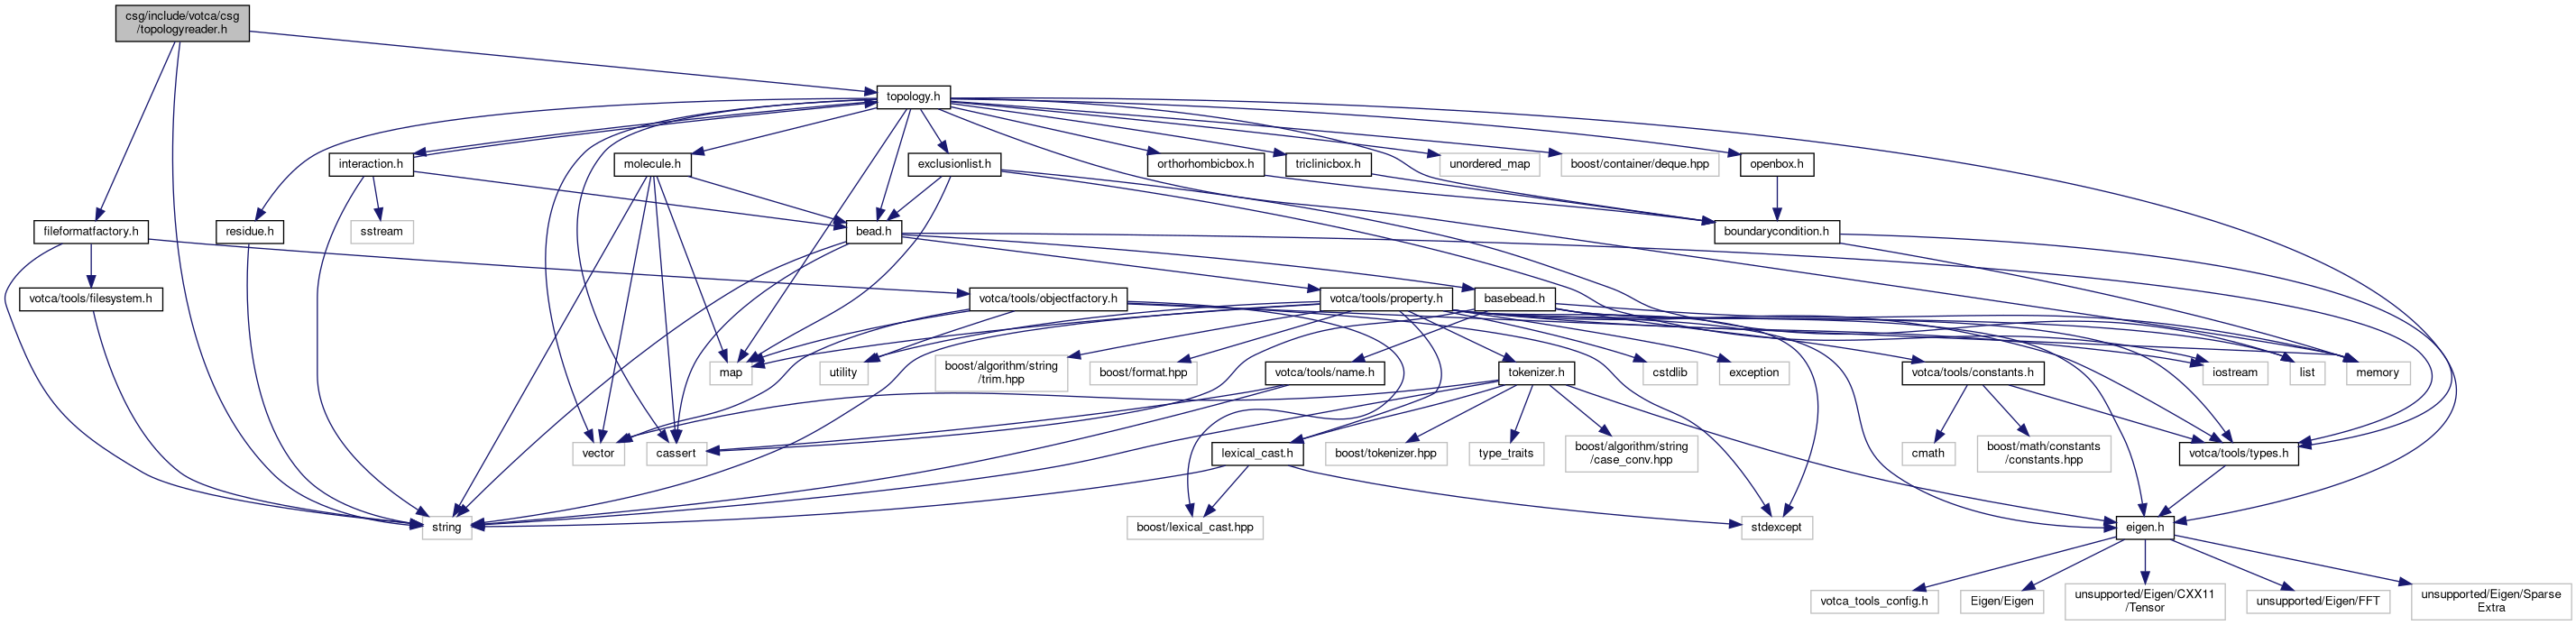 csg/include/votca/csg
/topologyreader.h
topology.h
interaction.h
molecule.h
exclusionlist.h
orthorhombicbox.h
triclinicbox.h
unordered_map
boost/container/deque.hpp
openbox.h
fileformatfactory.h
residue.h
sstream
bead.h
boundarycondition.h
votca/tools/filesystem.h
votca/tools/objectfactory.h
votca/tools/property.h
basebead.h
map
utility
boost/algorithm/string
/trim.hpp
boost/format.hpp
votca/tools/name.h
tokenizer.h
cstdlib
exception
votca/tools/constants.h
iostream
list
memory
vector
cassert
lexical_cast.h
boost/tokenizer.hpp
type_traits
boost/algorithm/string
/case_conv.hpp
cmath
boost/math/constants
/constants.hpp
votca/tools/types.h
string
boost/lexical_cast.hpp
stdexcept
eigen.h
votca_tools_config.h
Eigen/Eigen
unsupported/Eigen/CXX11
/Tensor
unsupported/Eigen/FFT
unsupported/Eigen/Sparse
Extra